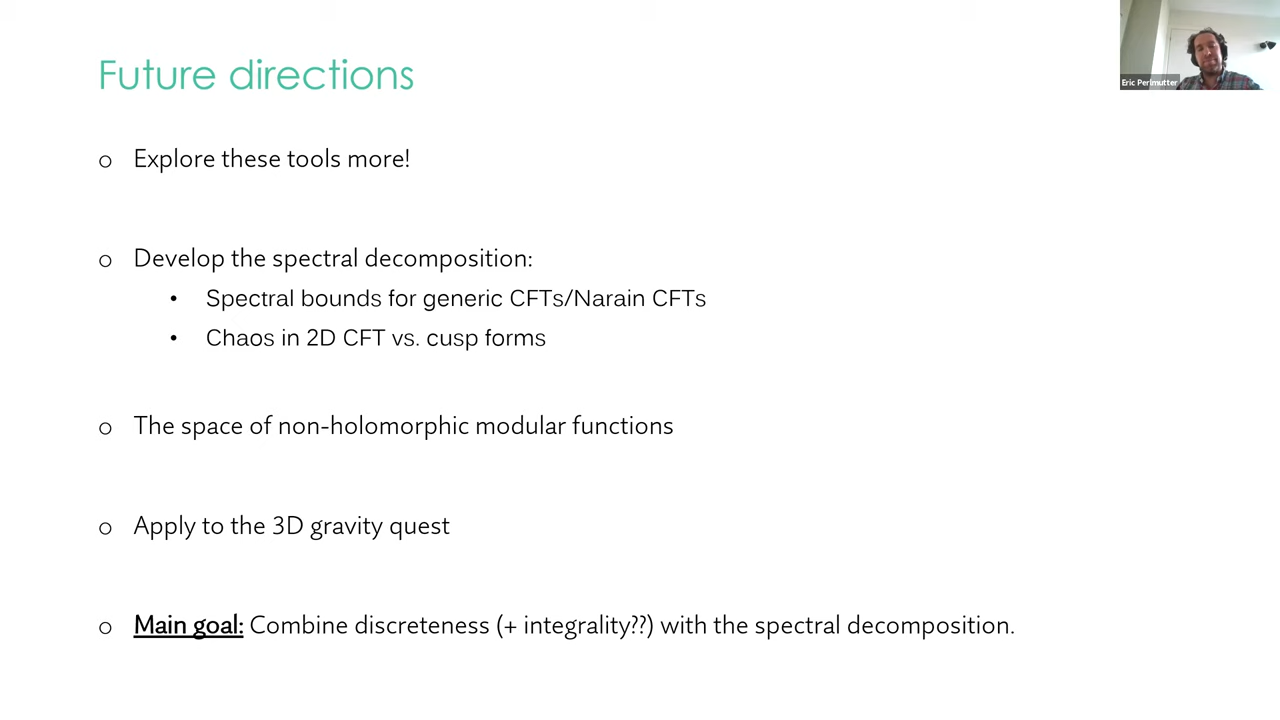 Future directions
Eric Perlmutter
o Explore these tools more!
o Develop the spectral decomposition:
• Spectral bounds for generic CFTs/Narain CFTs
• Chaos in 2D CFT vs. cusp forms
o The space of non-holomorphic modular functions
o Apply to the 3D gravity quest
o Main goal: Combine discreteness (+ integrality??) with the spectral decomposition.